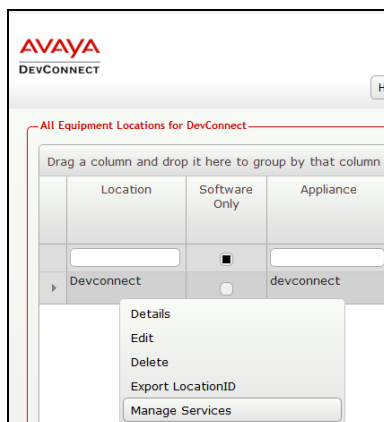 AVAYA
DEVCONNECT
H
All Equipment Locations for DevConnect
Drag a column and drop it here to group by that column
Location Software Only Appliance
Devconnect devconnect
Details
Edit
Delete
Export LocationID
Manage Services